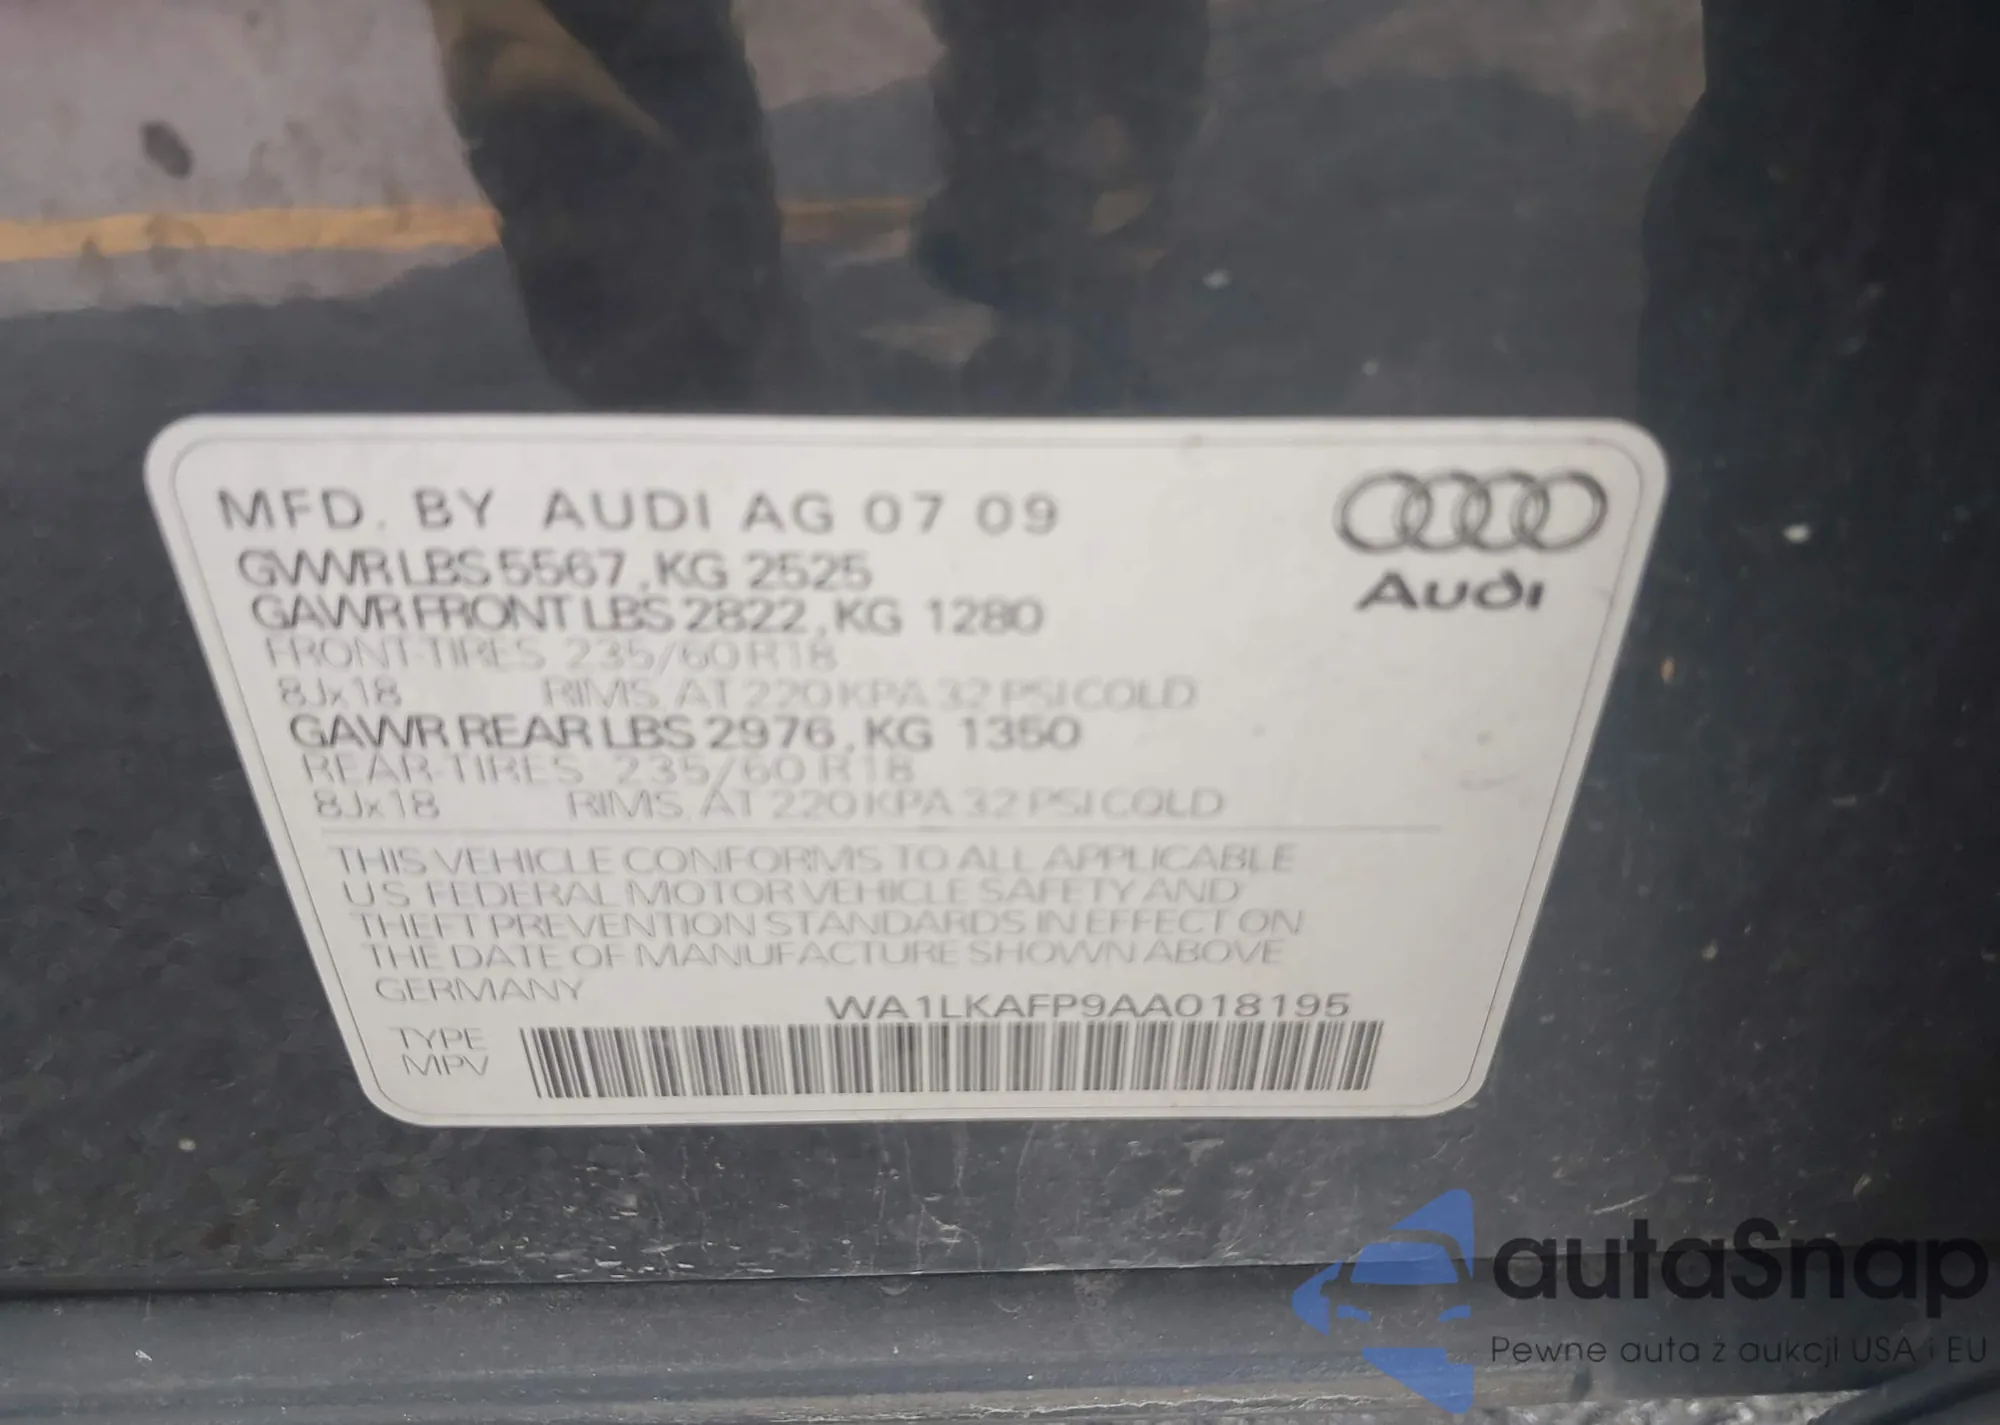 MFD. BY AUDI AG 07 09
GVWR LBS 5567, KG 2525
GAWR FRONT LBS 2822, KG 1280
FRONT-TIRES 235/60 R18
8Jx18 RIMS, AT 220 KPA 32 PSI COLD
GAWR REAR LBS 2976, KG 1350
REAR-TIRES 235/60 R18
8Jx18 RIMS, AT 220 KPA 32 PSI COLD
Audi
THIS VEHICLE CONFORMS TO ALL APPLICABLE
U.S. FEDERAL MOTOR VEHICLE SAFETY AND
THEFT PREVENTION STANDARDS IN EFFECT ON
THE DATE OF MANUFACTURE SHOWN ABOVE
GERMANY
WA1LKAFP9AA018195
TYPE
MPV
autaSnap
Pewne auta z aukcji USA i EU